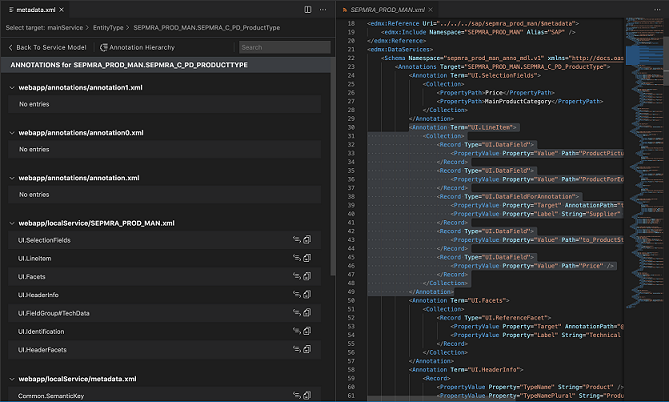 metadata.xml
Select target: mainService > EntityType > SEPMRA_PROD_MAN.SEPMRA_C_PD_ProductType
Back To Service Model
Annotation Hierarchy
Search
ANNOTATIONS for SEPMRA_PROD_MAN.SEPMRA_C_PD_PRODUCTTYPE
webapp/annotations/annotation1.xml
No entries
webapp/annotations/annotation0.xml
No entries
webapp/annotations/annotation.xml
No entries
webapp/localService/SEPMRA_PROD_MAN.xml
UI.SelectionFields
UI.LineItem
UI.Facets
UI.HeaderInfo
UI.FieldGroup#TechData
UI.Identification
UI.HeaderFacets
webapp/localService/metadata.xml
Common.SemanticKey
SEPMRA_PROD_MAN.xml
18 <edmx:Reference Uri="../../../sap/sepmra_prod_man/$metadata">
19 <edmx:Include Namespace="SEPMRA_PROD_MAN" Alias="SAP" />
20 </edmx:Reference>
21 <edmx:DataServices>
22 <Schema Namespace="sepmra_prod_man_anno_mdl.v1" xmlns="http://docs.oas
23 <Annotations Target="SEPMRA_PROD_MAN.SEPMRA_C_PD_ProductType">
24 <Annotation Term="UI.SelectionFields">
25 <Collection>
26 <PropertyPath>Price</PropertyPath>
27 <PropertyPath>MainProductCategory</PropertyPath>
28 </Collection>
29 </Annotation>
30 <Annotation Term="UI.LineItem">
31 <Collection>
32 <Record Type="UI.DataField">
33 <PropertyValue Property="Value" Path="ProductPictu
34 </Record>
35 <Record Type="UI.DataField">
36 <PropertyValue Property="Value" Path="ProductForEd
37 </Record>
38 <Record Type="UI.DataFieldForAnnotation">
39 <PropertyValue Property="Target" AnnotationPath="t
40 <PropertyValue Property="Label" String="Supplier"
41 </Record>
42 <Record Type="UI.DataField">
43 <PropertyValue Property="Value" Path="to_ProductSt
44 </Record>
45 <Record Type="UI.DataField">
46 <PropertyValue Property="Value" Path="Price" />
47 </Record>
48 </Collection>
49 </Annotation>
50 <Annotation Term="UI.Facets">
51 <Collection>
52 <Record Type="UI.ReferenceFacet">
53 <PropertyValue Property="Target" AnnotationPath="@
54 <PropertyValue Property="Label" String="Technical
55 </Record>
56 </Collection>
57 </Annotation>
58 <Annotation Term="UI.HeaderInfo">
59 <Record>
60 <PropertyValue Property="TypeName" String="Product" />
61 <PropertyValue Property="TypeNamePlural" String="Produc